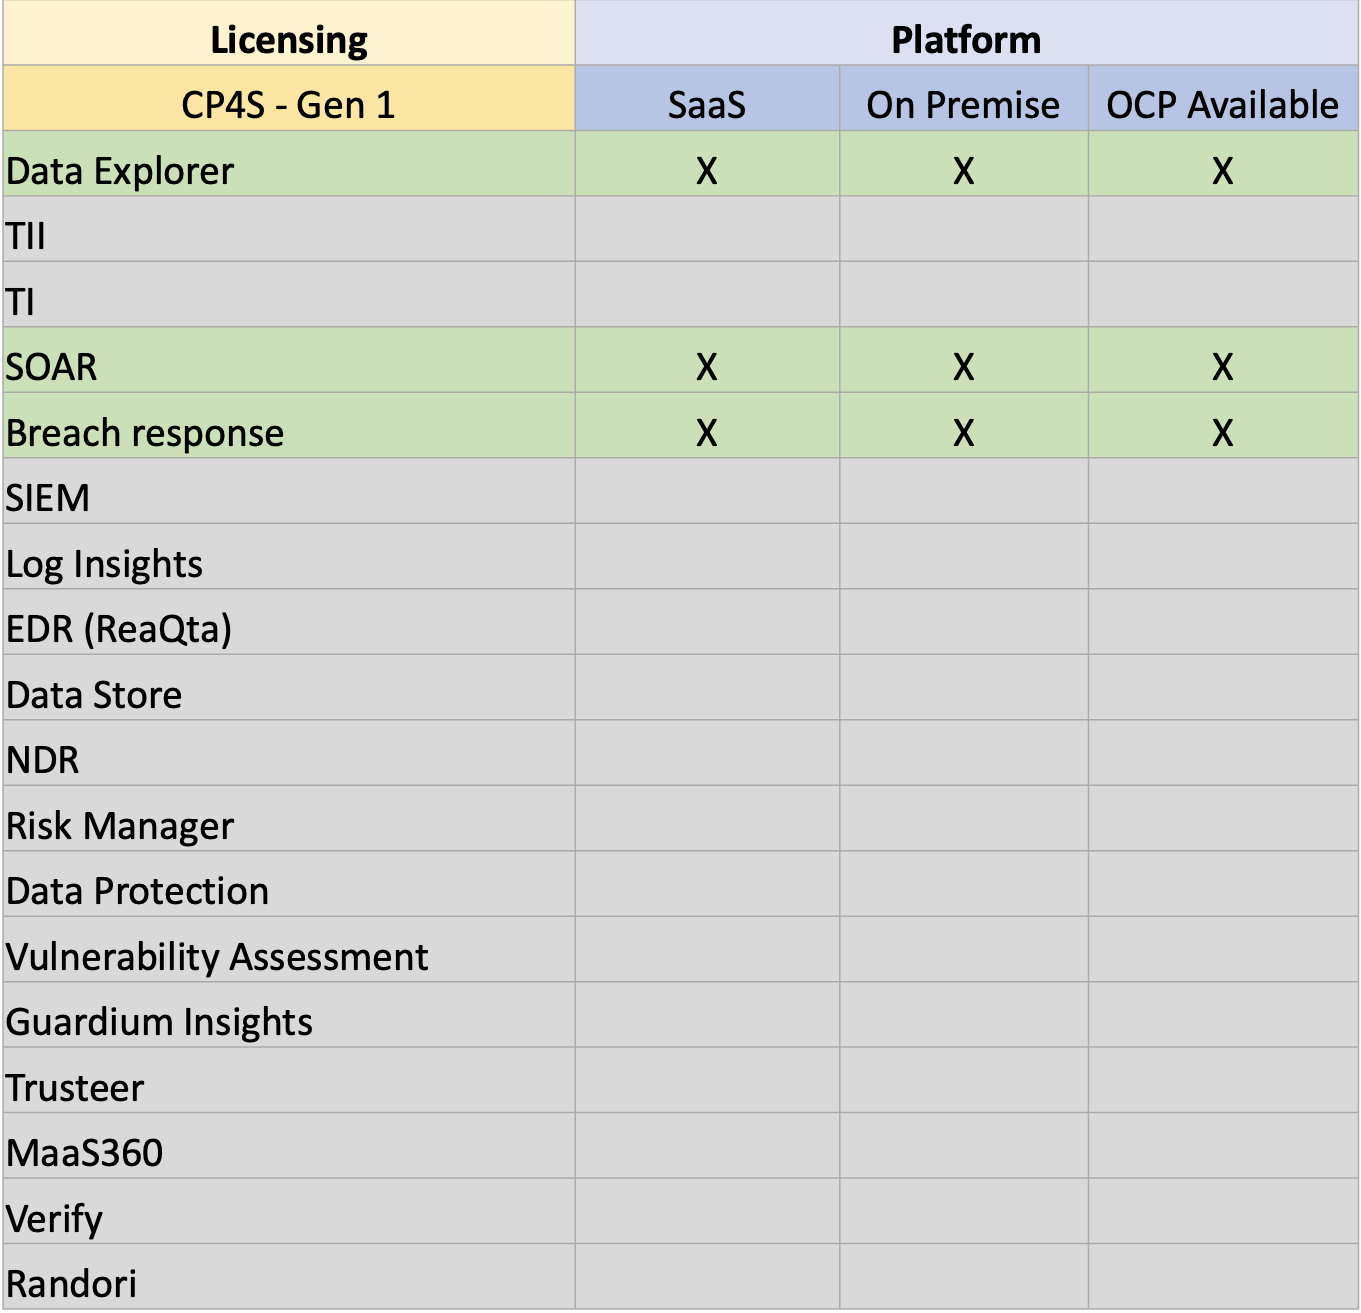 Licensing Platform
CP4S - Gen 1 SaaS On Premise OCP Available
Data Explorer X X X
TII
TI
SOAR X X X
Breach response X X X
SIEM
Log Insights
EDR (ReaQta)
Data Store
NDR
Risk Manager
Data Protection
Vulnerability Assessment
Guardium Insights
Trusteer
MaaS360
Verify
Randori